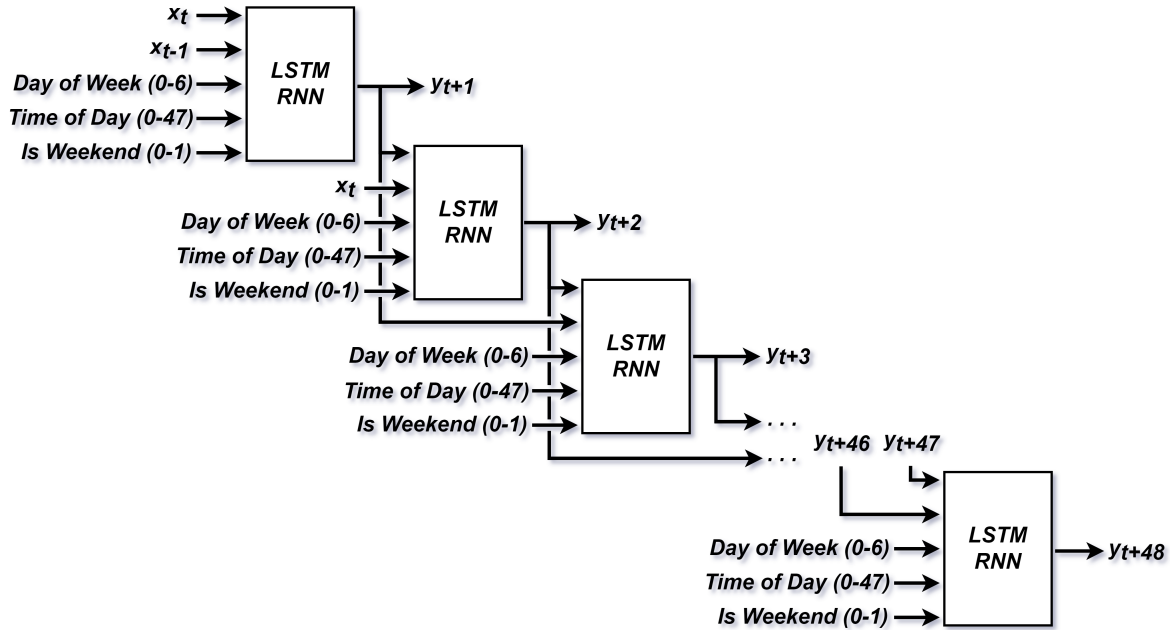 xt
xt-1
Day of Week (0-6)
Time of Day (0-47)
Is Weekend (0-1)
LSTM
RNN
yt+1
xt
Day of Week (0-6)
Time of Day (0-47)
Is Weekend (0-1)
LSTM
RNN
yt+2
Day of Week (0-6)
Time of Day (0-47)
Is Weekend (0-1)
LSTM
RNN
yt+3
. . .
. . .
yt+46
yt+47
Day of Week (0-6)
Time of Day (0-47)
Is Weekend (0-1)
LSTM
RNN
yt+48